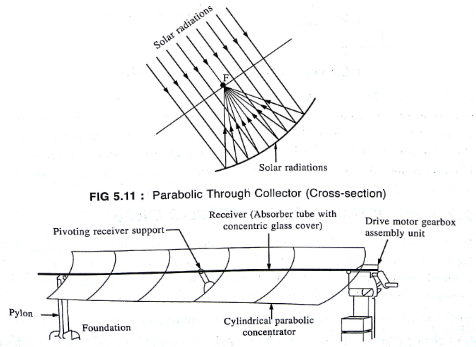 Solar radiations
F
Solar radiations
FIG 5.11 : Parabolic Through Collector (Cross-section)
Receiver (Absorber tube with
concentric glass cover)
Drive motor gearbox
assembly unit
Pivoting receiver support
Pylon
Foundation
Cylindrical parabolic
concentrator